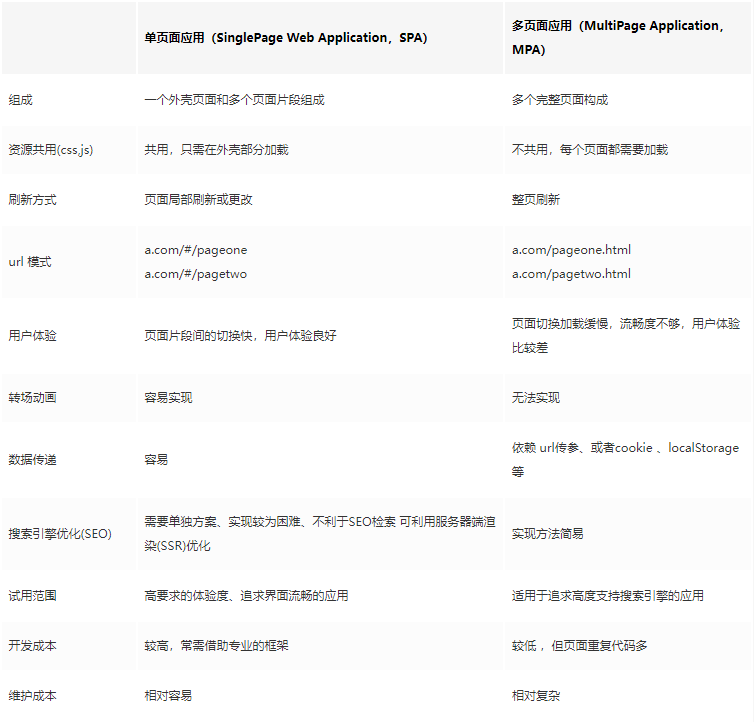 单页面应用（SinglePage Web Application，SPA）
多页面应用（MultiPage Application，
MPA）
组成
一个外壳页面和多个页面片段组成
多个完整页面构成
资源共用(css,js)
共用，只需在外壳部分加载
不共用，每个页面都需要加载
刷新方式
页面局部刷新或更改
整页刷新
url 模式
a.com/#/pageone
a.com/#/pagetwo
a.com/pageone.html
a.com/pagetwo.html
用户体验
页面片段间的切换快，用户体验良好
页面切换加载缓慢，流畅度不够，用户体验
比较差
转场动画
容易实现
无法实现
数据传递
容易
依赖 url传参、或者cookie 、localStorage
等
搜索引擎优化(SEO)
需要单独方案、实现较为困难、不利于SEO检索 可利用服务器端渲
染(SSR)优化
实现方法简易
试用范围
高要求的体验度、追求界面流畅的应用
适用于追求高度支持搜索引擎的应用
开发成本
较高，常需借助专业的框架
较低 ，但页面重复代码多
维护成本
相对容易
相对复杂